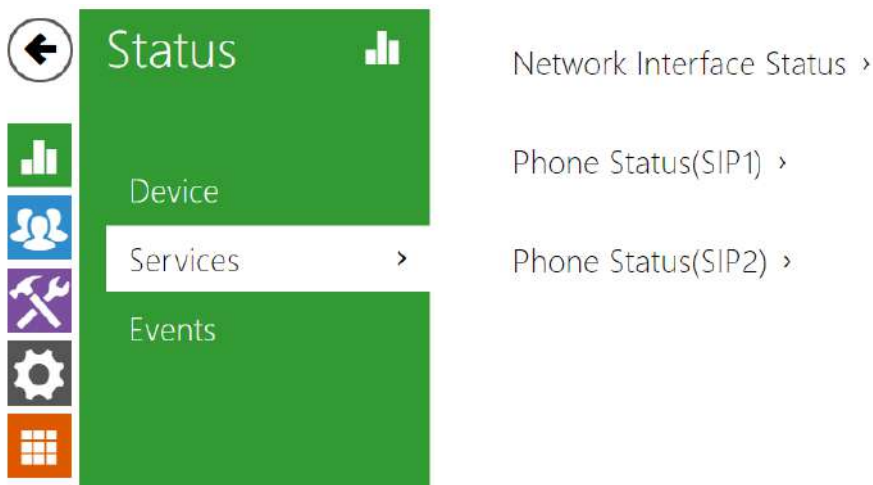 Status
Device
Services
Events
Network Interface Status
Phone Status(SIP1)
Phone Status(SIP2)